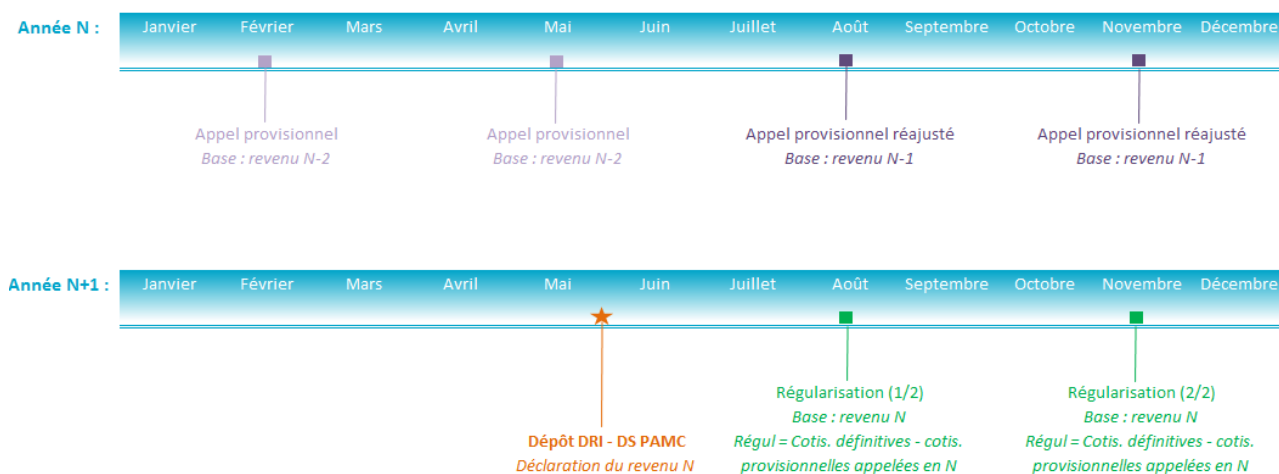 Année N : Janvier Février Mars Avril Mai Juin Juillet Août Septembre Octobre Novembre Décembre
Appel provisionnel Appel provisionnel Appel provisionnel réajusté Appel provisionnel réajusté
Base : revenu N-2 Base : revenu N-2 Base : revenu N-1 Base : revenu N-1
Année N+1 : Janvier Février Mars Avril Mai Juin Juillet Août Septembre Octobre Novembre Décembre
Régularisation (1/2) Régularisation (2/2)
Base : revenu N Base : revenu N
Dépôt DRI - DS PAMC Régul = Cotis. définitives - cotis. Régul = Cotis. définitives - cotis.
Déclaration du revenu N provisionnelles appelées en N provisionnelles appelées en N